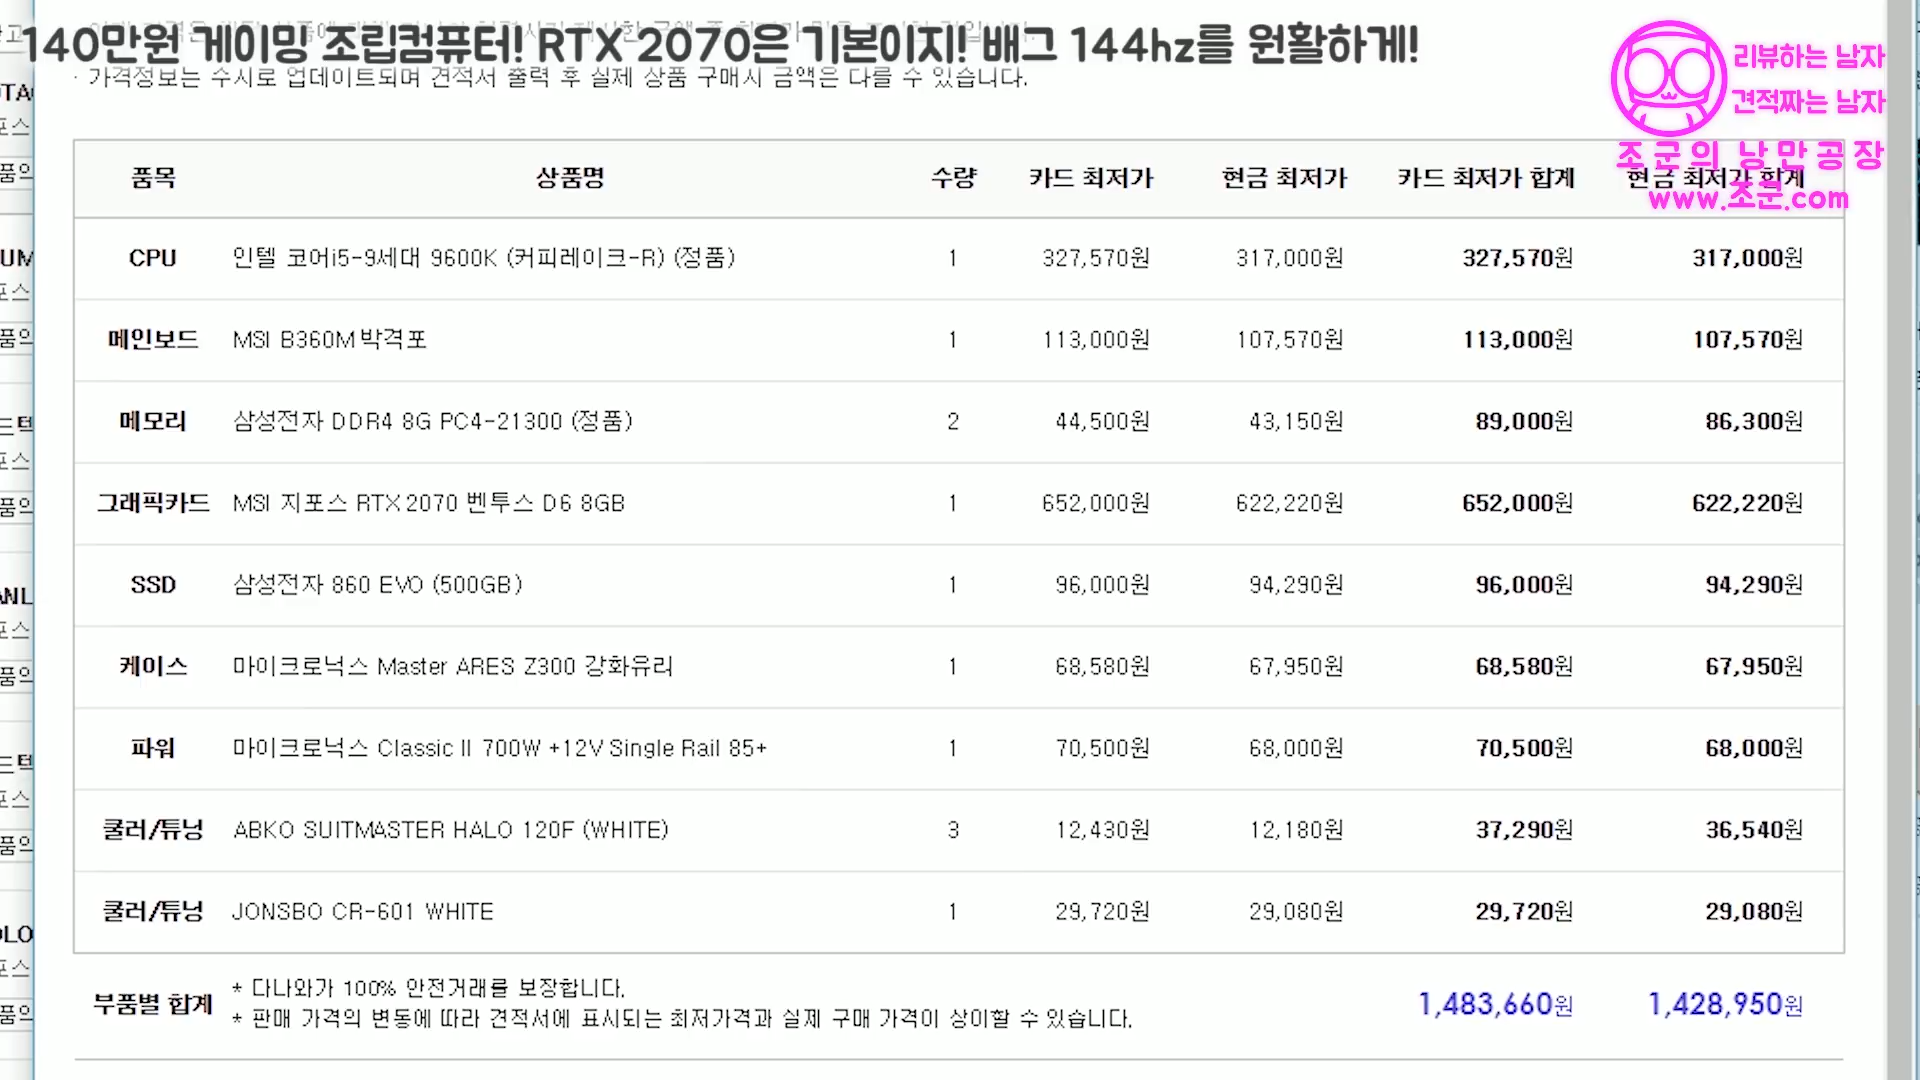 140만원 게이밍 조립컴퓨터! RTX 2070은 기본이지! 배그 144hz를 원활하게!
· 가격정보는 수시로 업데이트되며 견적서 출력 후 실제 상품 구매시 금액은 다를 수 있습니다.
리뷰하는 남자
견적짜는 남자
조군의 낭만공장
www.조군.com
품목 상품명 수량 카드 최저가 현금 최저가 카드 최저가 합계 현금 최저가 합계
CPU 인텔 코어i5-9세대 9600K (커피레이크-R) (정품) 1 327,570원 317,000원 327,570원 317,000원
메인보드 MSI B360M 박격포 1 113,000원 107,570원 113,000원 107,570원
메모리 삼성전자 DDR4 8G PC4-21300 (정품) 2 44,500원 43,150원 89,000원 86,300원
그래픽카드 MSI 지포스 RTX 2070 벤투스 D6 8GB 1 652,000원 622,220원 652,000원 622,220원
SSD 삼성전자 860 EVO (500GB) 1 96,000원 94,290원 96,000원 94,290원
케이스 마이크로닉스 Master ARES Z300 강화유리 1 68,580원 67,950원 68,580원 67,950원
파워 마이크로닉스 Classic II 700W +12V Single Rail 85+ 1 70,500원 68,000원 70,500원 68,000원
쿨러/튜닝 ABKO SUITMASTER HALO 120F (WHITE) 3 12,430원 12,180원 37,290원 36,540원
쿨러/튜닝 JONSBO CR-601 WHITE 1 29,720원 29,080원 29,720원 29,080원
부품별 합계 * 다나와가 100% 안전거래를 보장합니다.
* 판매 가격의 변동에 따라 견적서에 표시되는 최저가격과 실제 구매 가격이 상이할 수 있습니다.
1,483,660원 1,428,950원